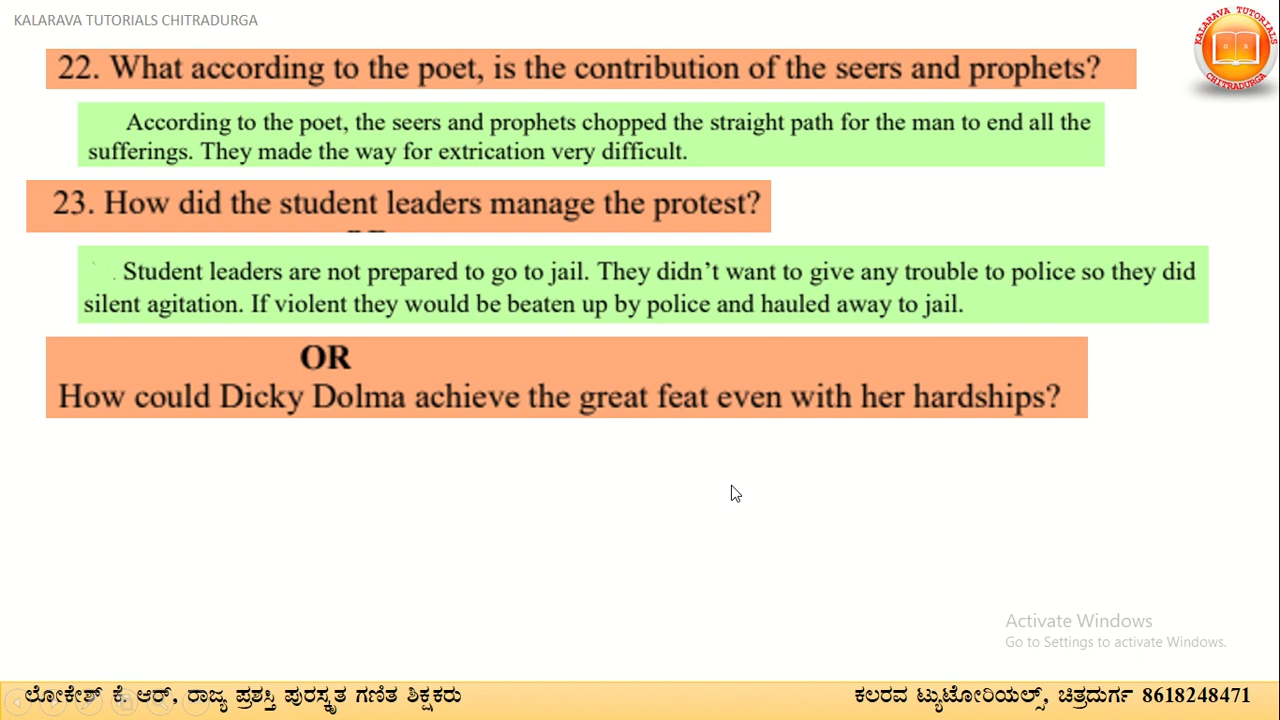 KALARAVA TUTORIALS CHITRADURGA
KALARAVA TUTORIALS
CHITRADURGA
22. What according to the poet, is the contribution of the seers and prophets?
According to the poet, the seers and prophets chopped the straight path for the man to end all the
sufferings. They made the way for extrication very difficult.
23. How did the student leaders manage the protest?
Student leaders are not prepared to go to jail. They didn't want to give any trouble to police so they did
silent agitation. If violent they would be beaten up by police and hauled away to jail.
OR
How could Dicky Dolma achieve the great feat even with her hardships?
Activate Windows
Go to Settings to activate Windows.
ಲೋಕೇಶ್ ಕೆ ಆರ್, ರಾಜ್ಯ ಪ್ರಶಸ್ತಿ ಪುರಸ್ಕೃತ ಗಣಿತ ಶಿಕ್ಷಕರು
ಕಲರವ ಟ್ಯುಟೋರಿಯಲ್ಸ್, ಚಿತ್ರದುರ್ಗ 8618248471